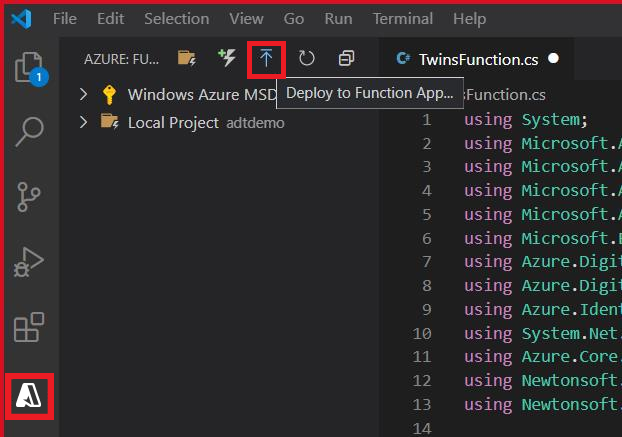 File Edit Selection View Go Run Terminal Help
AZURE: FU...
C# TwinsFunction.cs
Windows Azure MSD
Deploy to Function App...
sFunction.cs
Local Project adtdemo
1
1 using System;
2 using Microsoft.A
3 using Microsoft.A
4 using Microsoft.A
5 using Microsoft.A
6 using Microsoft.E
7 using Azure.Digit
8 using Azure.Digit
9 using Azure.Ident
10 using System.Net.
11 using Azure.Core.
12 using Newtonsoft.
13 using Newtonsoft.
14